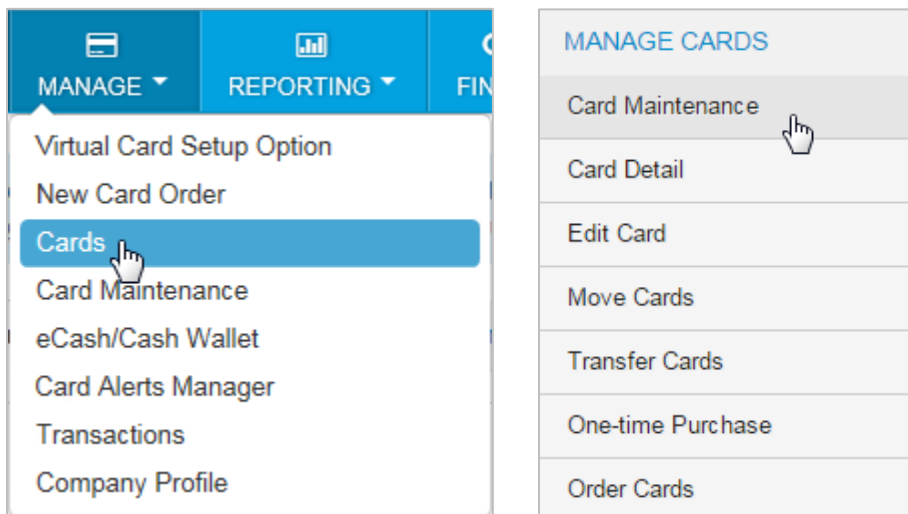 MANAGE
REPORTING
FIN
Virtual Card Setup Option
New Card Order
Cards
Card Maintenance
eCash/Cash Wallet
Card Alerts Manager
Transactions
Company Profile
MANAGE CARDS
Card Maintenance
Card Detail
Edit Card
Move Cards
Transfer Cards
One-time Purchase
Order Cards